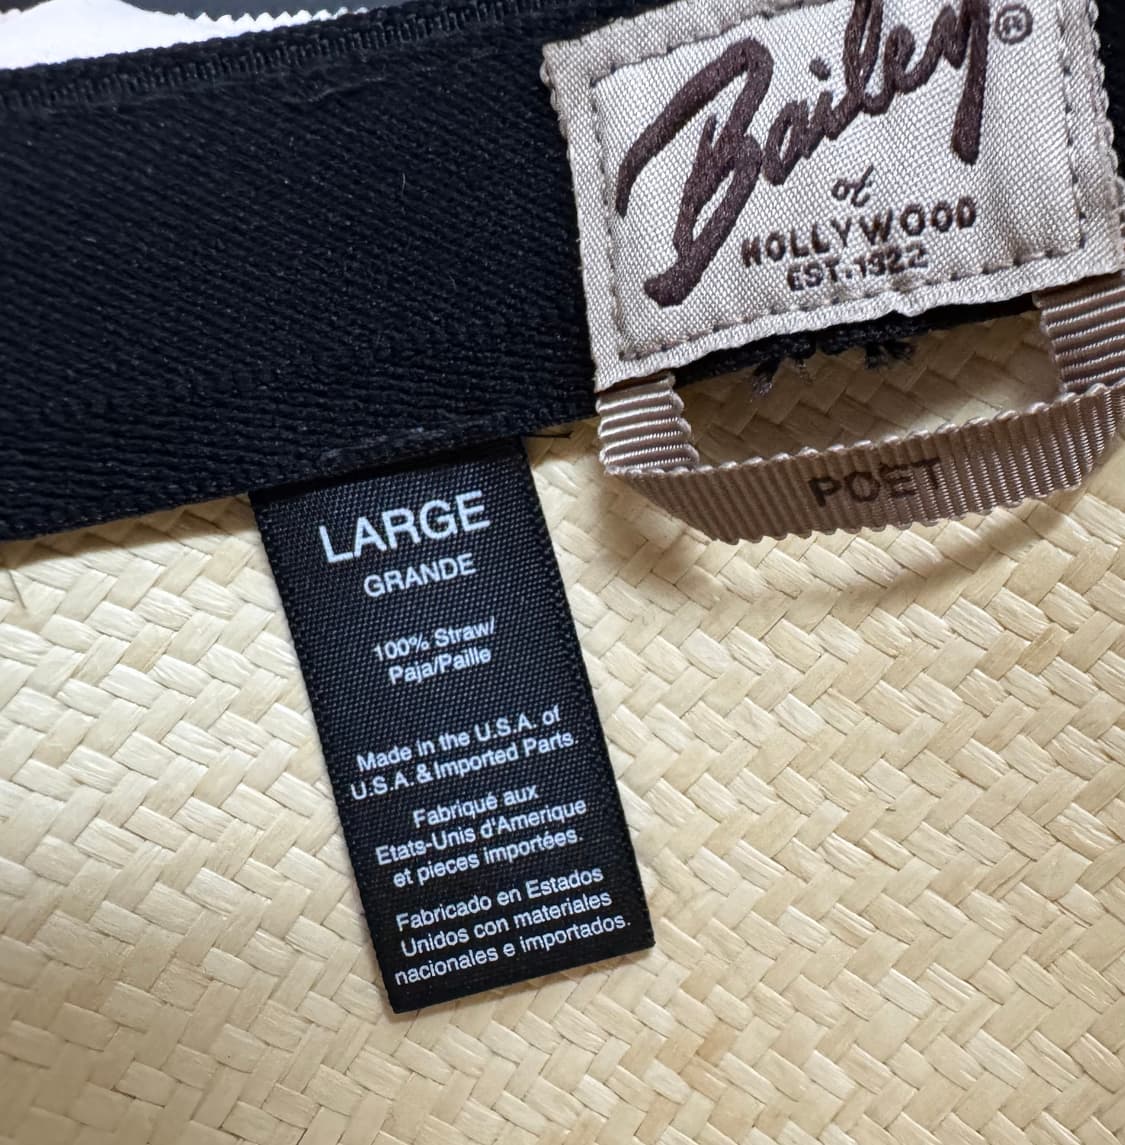 Bailey®
of
HOLLYWOOD
EST. 1922
POET
LARGE
GRANDE
100% Straw/
Paja/Paille
Made in the U.S.A. of
U.S.A. & Imported Parts.
Fabriqué aux
Etats-Unis d'Amerique
et pieces importées.
Fabricado en Estados
Unidos con materiales
nacionales e importados.